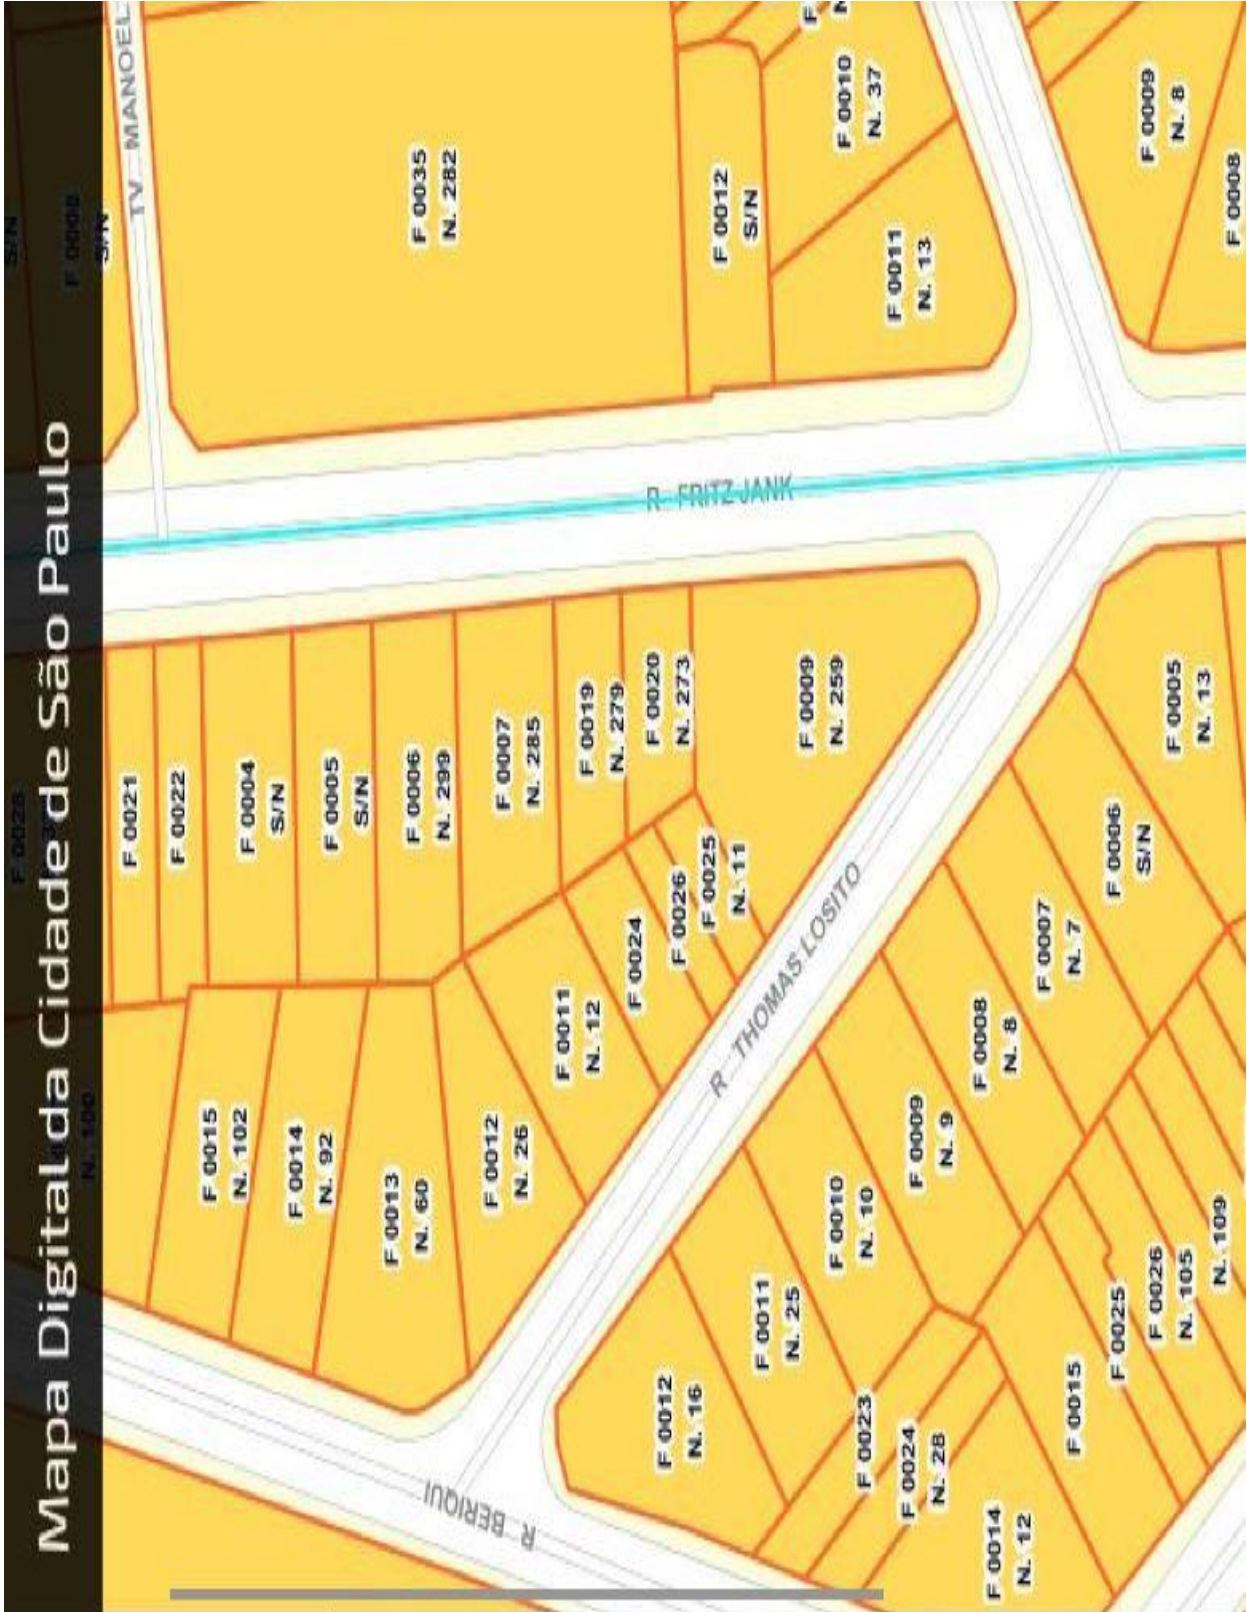 Mapa Digital da Cidade de São Paulo
S/N
F 0028
N. 100
S/N
TV MANOEL
F 0035
N. 282
F 0012
S/N
F 0010
N. 37
F 0011
N. 13
F 0009
N. 8
F 0008
R FRITZ JANK
F 0021
F 0022
F 0004
S/N
F 0005
S/N
F 0006
N. 299
F 0007
N. 285
F 0019
N. 279
F 0020
N. 273
F 0009
N. 259
F 0005
N. 13
F 0015
N. 102
F 0014
N. 92
F 0013
N. 60
F 0012
N. 26
F 0011
N. 12
F 0024
F 0026
F 0025
N. 11
R THOMAS LOSITO
F 0006
S/N
F 0007
N. 7
F 0008
N. 8
F 0009
N. 9
F 0010
N. 10
F 0011
N. 25
F 0012
N. 16
R BERIQUI
F 0023
F 0024
N. 28
F 0014
N. 12
F 0015
F 0025
F 0026
N. 105
N. 109